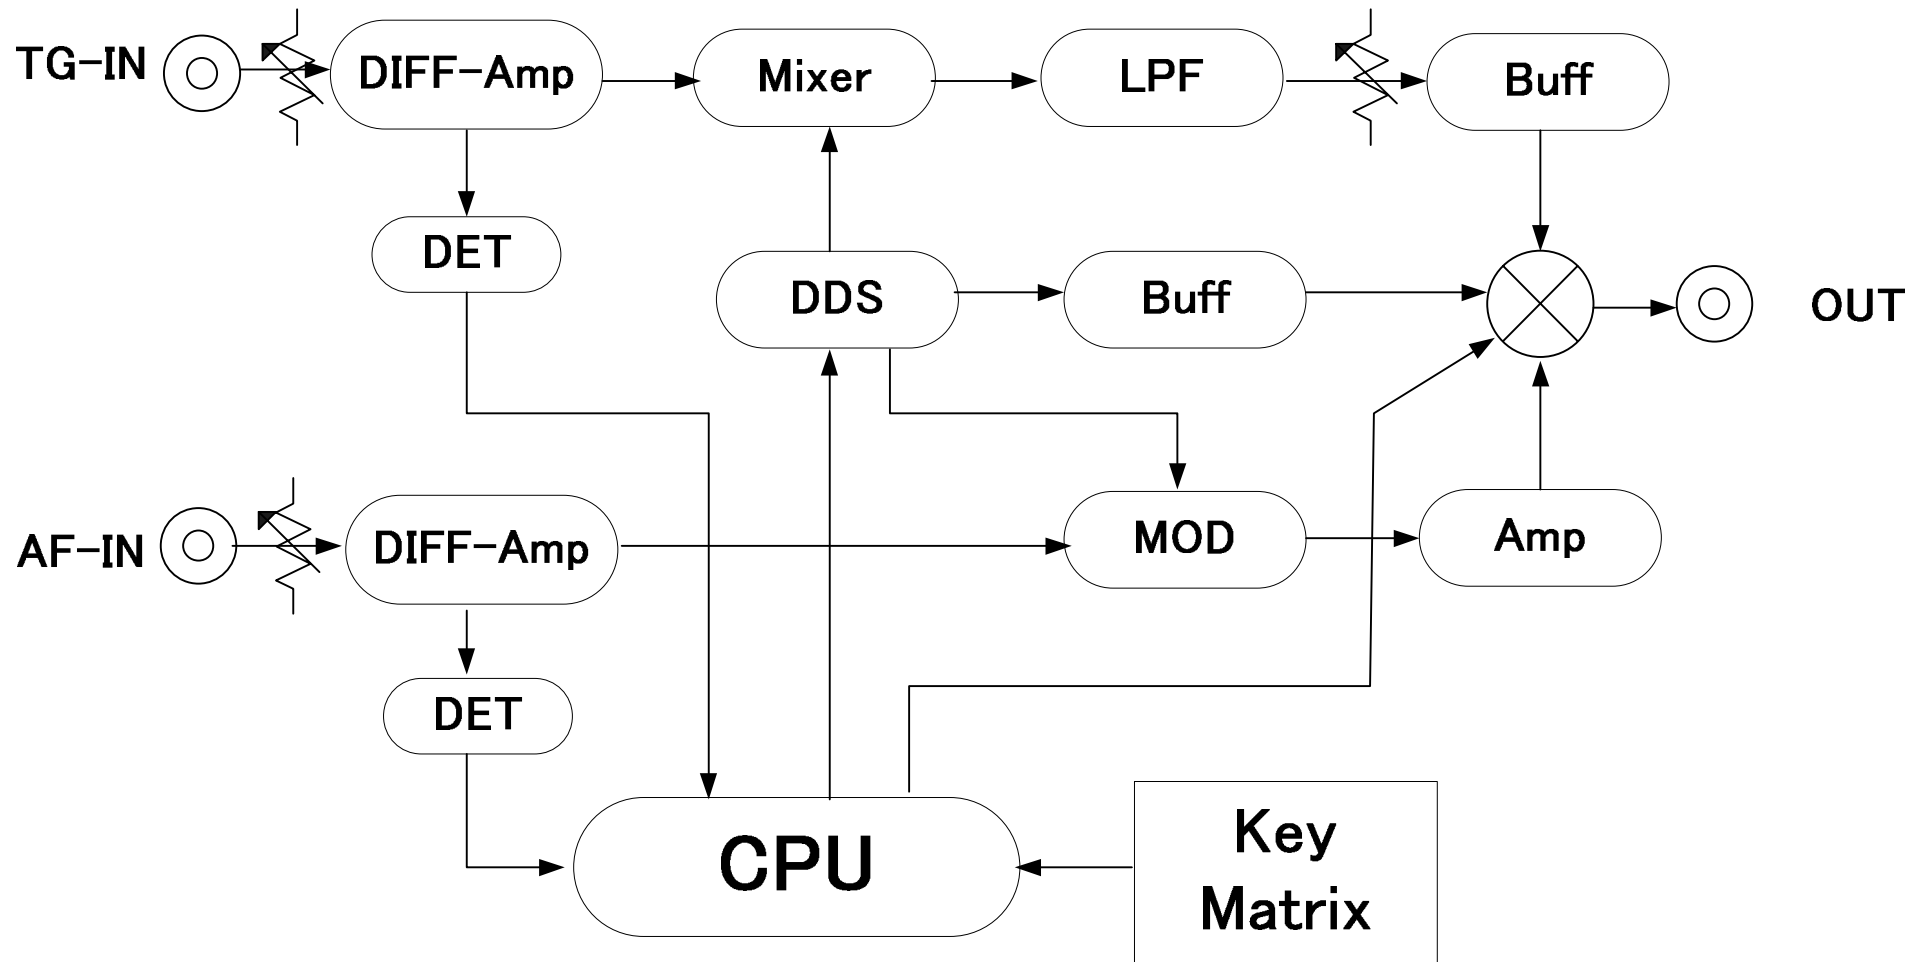 TG-IN
DIFF-Amp
Mixer
LPF
Buff
DET
DDS
Buff
OUT
AF-IN
DIFF-Amp
MOD
Amp
DET
CPU
Key
Matrix